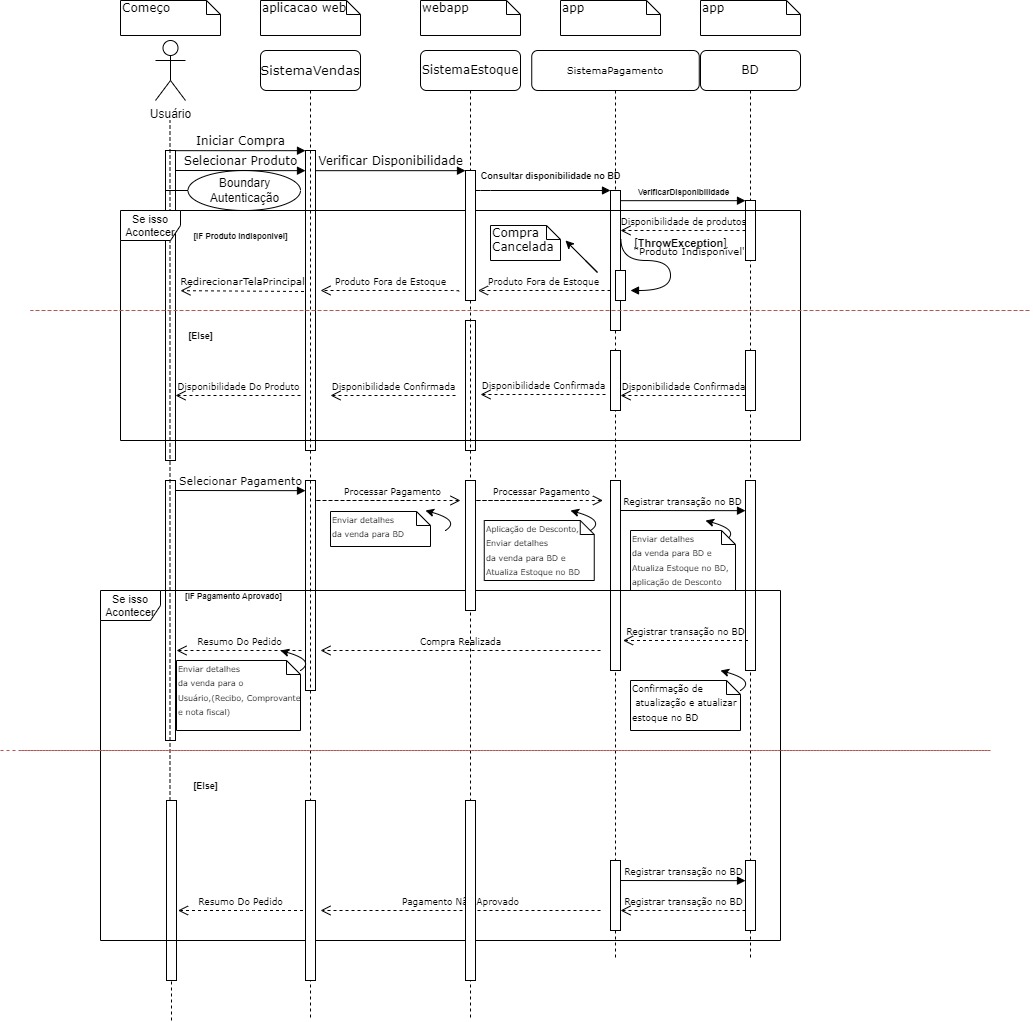 Começo
aplicacao web
webapp
app
app
SistemaVendas
SistemaEstoque
SistemaPagamento
BD
Usuário
Iniciar Compra
Selecionar Produto
Verificar Disponibilidade
Consultar disponibilidade no BD
VerificarDisponibilidade
Boundary
Autenticação
Se isso
Acontecer
[IF Produto Indisponivel]
Disponibilidade de produtos
Compra
Cancelada
[ThrowException]
"Produto Indisponível"
RedirecionarTelaPrincipal
Produto Fora de Estoque
Produto Fora de Estoque
[Else]
Disponibilidade Do Produto
Disponibilidade Confirmada
Disponibilidade Confirmada
Disponibilidade Confirmada
Selecionar Pagamento
Processar Pagamento
Processar Pagamento
Registrar transação no BD
Enviar detalhes
da venda para BD
Aplicação de Desconto,
Enviar detalhes
da venda para BD e
Atualiza Estoque no BD
Enviar detalhes
da venda para BD e
Atualiza Estoque no BD,
aplicação de Desconto
Se isso
Acontecer
[IF Pagamento Aprovado]
Resumo Do Pedido
Compra Realizada
Registrar transação no BD
Enviar detalhes
da venda para o
Usuário,(Recibo, Comprovante
e nota fiscal)
Confirmação de
atualização e atualizar
estoque no BD
[Else]
Registrar transação no BD
Resumo Do Pedido
Pagamento Não Aprovado
Registrar transação no BD